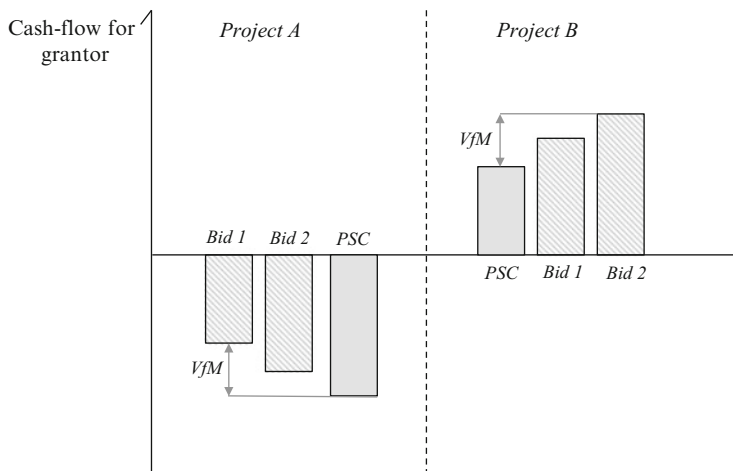 Cash-flow for
grantor
Project A
Project B
VfM
Bid 1
Bid 2
PSC
PSC
Bid 1
Bid 2
VfM